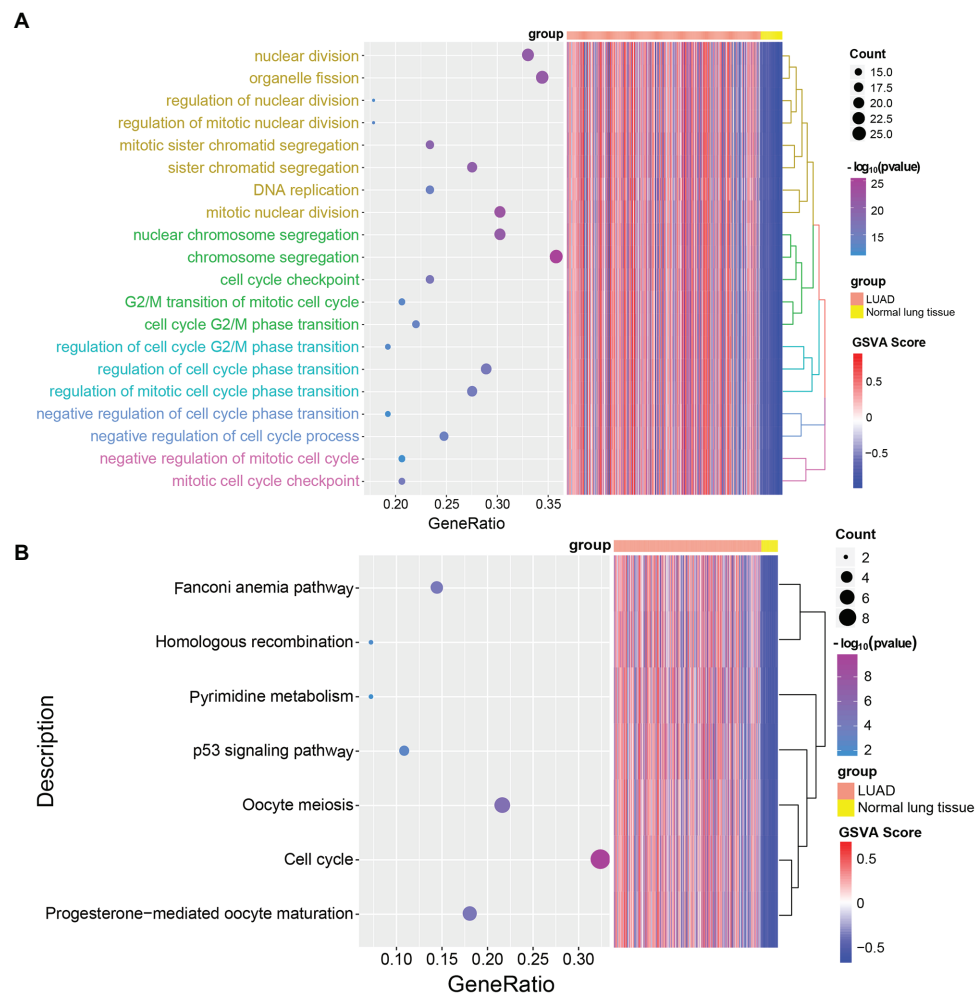 A
group
nuclear division
organelle fission
regulation of nuclear division
regulation of mitotic nuclear division
mitotic sister chromatid segregation
sister chromatid segregation
DNA replication
mitotic nuclear division
nuclear chromosome segregation
chromosome segregation
cell cycle checkpoint
G2/M transition of mitotic cell cycle
cell cycle G2/M phase transition
regulation of cell cycle G2/M phase transition
regulation of cell cycle phase transition
regulation of mitotic cell cycle phase transition
negative regulation of cell cycle phase transition
negative regulation of cell cycle process
negative regulation of mitotic cell cycle
mitotic cell cycle checkpoint
0.20 0.25 0.30 0.35
GeneRatio
Count
15.0
17.5
20.0
22.5
25.0
-log₁₀(pvalue)
25
20
15
group
LUAD
Normal lung tissue
GSVA Score
0.5
0
−0.5
B
group
Description
Fanconi anemia pathway
Homologous recombination
Pyrimidine metabolism
p53 signaling pathway
Oocyte meiosis
Cell cycle
Progesterone−mediated oocyte maturation
0.10 0.15 0.20 0.25 0.30
GeneRatio
Count
2
4
6
8
-log₁₀(pvalue)
8
6
4
2
group
LUAD
Normal lung tissue
GSVA Score
0.5
0
−0.5